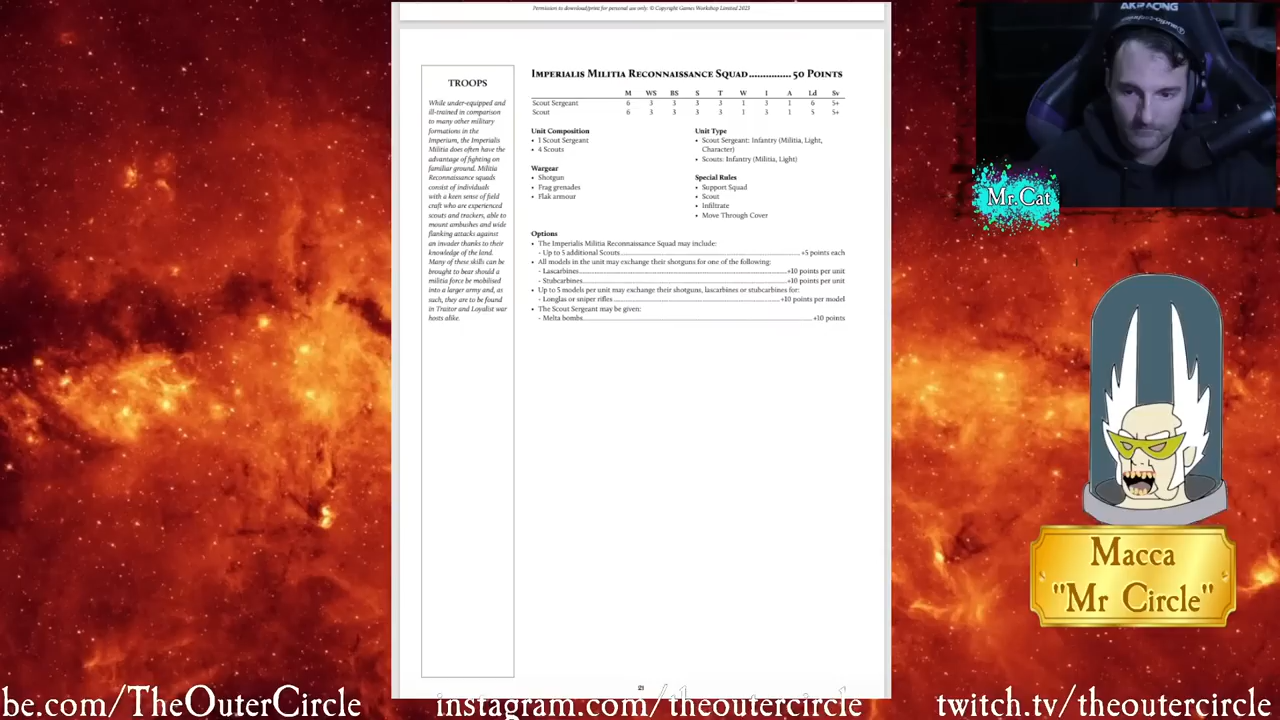 Permission to download/print for personal use only. © Copyright Games Workshop Limited 2023
TROOPS
While under-equipped and
ill-trained in comparison
to many other military
formations in the
Imperium, the Imperialis
Militia does often have the
advantage of fighting on
familiar ground. Militia
Reconnaissance squads
consist of individuals
with a keen sense of field
craft who are experienced
scouts and trackers, able to
mount ambushes and wide
flanking attacks against
an invader thanks to their
knowledge of the land.
Many of these skills can be
brought to bear should a
militia force be mobilised
into a larger army and, as
such, they are to be found
in Traitor and Loyalist war
hosts alike.
Imperialis Militia Reconnaissance Squad............... 50 Points
M WS BS S T W I A Ld Sv
Scout Sergeant 6 3 3 3 3 1 3 1 6 5+
Scout 6 3 3 3 3 1 3 1 5 5+
Unit Composition
• 1 Scout Sergeant
• 4 Scouts
Wargear
• Shotgun
• Frag grenades
• Flak armour
Unit Type
• Scout Sergeant: Infantry (Militia, Light,
Character)
• Scouts: Infantry (Militia, Light)
Special Rules
• Support Squad
• Scout
• Infiltrate
• Move Through Cover
Options
• The Imperialis Militia Reconnaissance Squad may include:
- Up to 5 additional Scouts +5 points each
• All models in the unit may exchange their shotguns for one of the following:
- Lascarbines +10 points per unit
- Stubcarbines +10 points per unit
• Up to 5 models per unit may exchange their shotguns, lascarbines or stubcarbines for:
- Longlas or sniper rifles +10 points per model
• The Scout Sergeant may be given:
- Melta bombs +10 points
21
Mr.Cat
Macca
"Mr Circle"
be.com/TheOuterCircle
instagram.com/theoutercircle
twitch.tv/theoutercircle